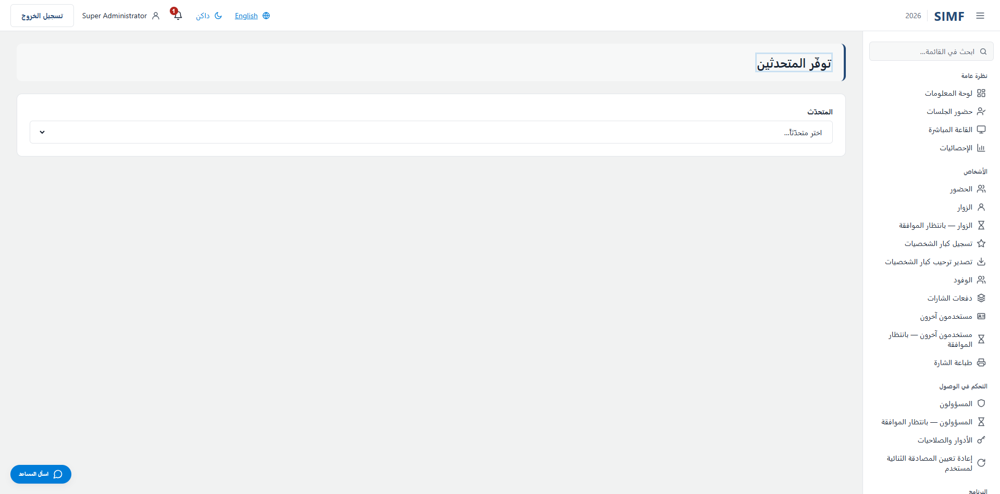 SIMF
2026
English
داكن
1
Super Administrator
تسجيل الخروج
ابحث في القائمة...
نظرة عامة
لوحة المعلومات
حضور الجلسات
القاعة المباشرة
الإحصائيات
الأشخاص
الحضور
الزوار
الزوار — بانتظار الموافقة
تسجيل كبار الشخصيات
تصدير ترحيب كبار الشخصيات
الوفود
دفعات الشارات
مستخدمون آخرون
مستخدمون آخرون — بانتظار
الموافقة
طباعة الشارة
التحكم في الوصول
المسؤولون
المسؤولون — بانتظار الموافقة
الأدوار والصلاحيات
إعادة تعيين المصادقة الثنائية
لمستخدم
البرنامج
توفّر المتحدثين
المتحدّث
اختر متحدّثاً...
اسأل المساعد